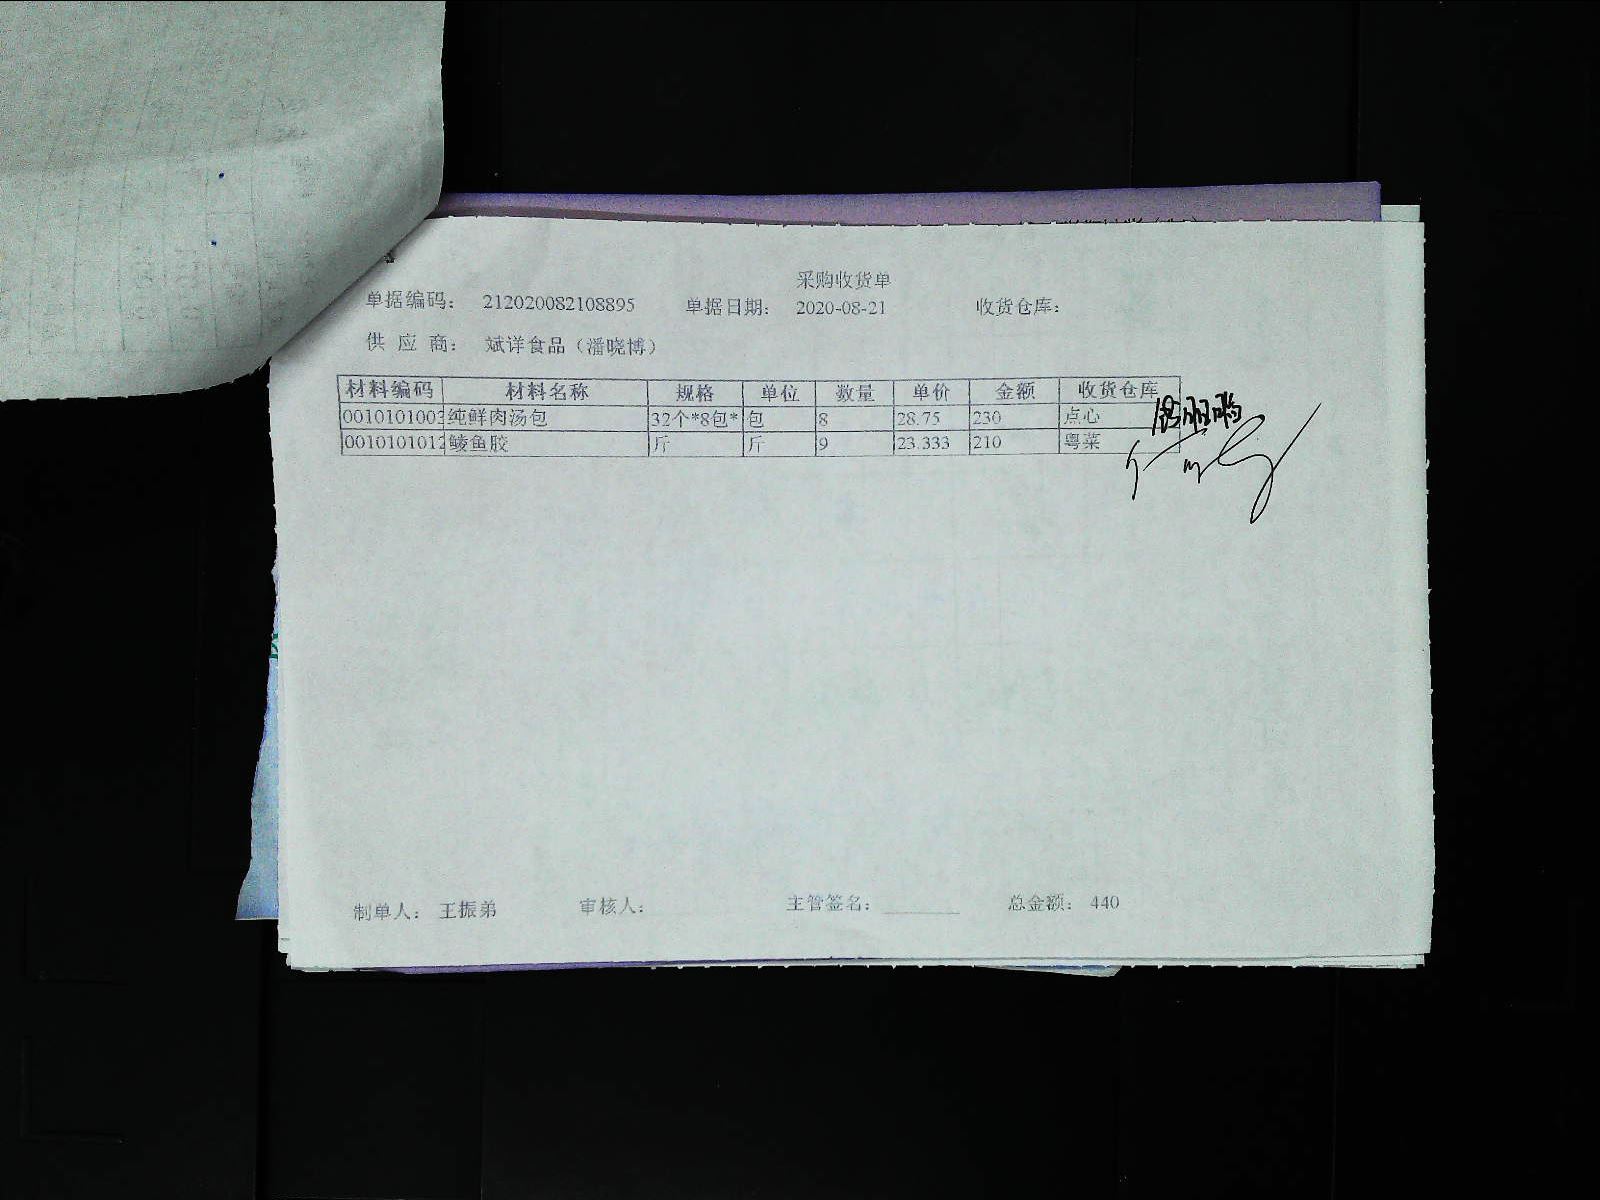 采购收货单
单据编码： 212020082108895 单据日期： 2020-08-21 收货仓库：
供 应 商： 斌详食品（潘晓博）
材料编码 材料名称 规格 单位 数量 单价 金额 收货仓库
0010101003 纯鲜肉汤包 32个*8包* 包 8 28.75 230 点心
0010101012 鲮鱼胶 斤 斤 9 23.333 210 粤菜
制单人： 王振弟 审核人： 主管签名： 总金额： 440